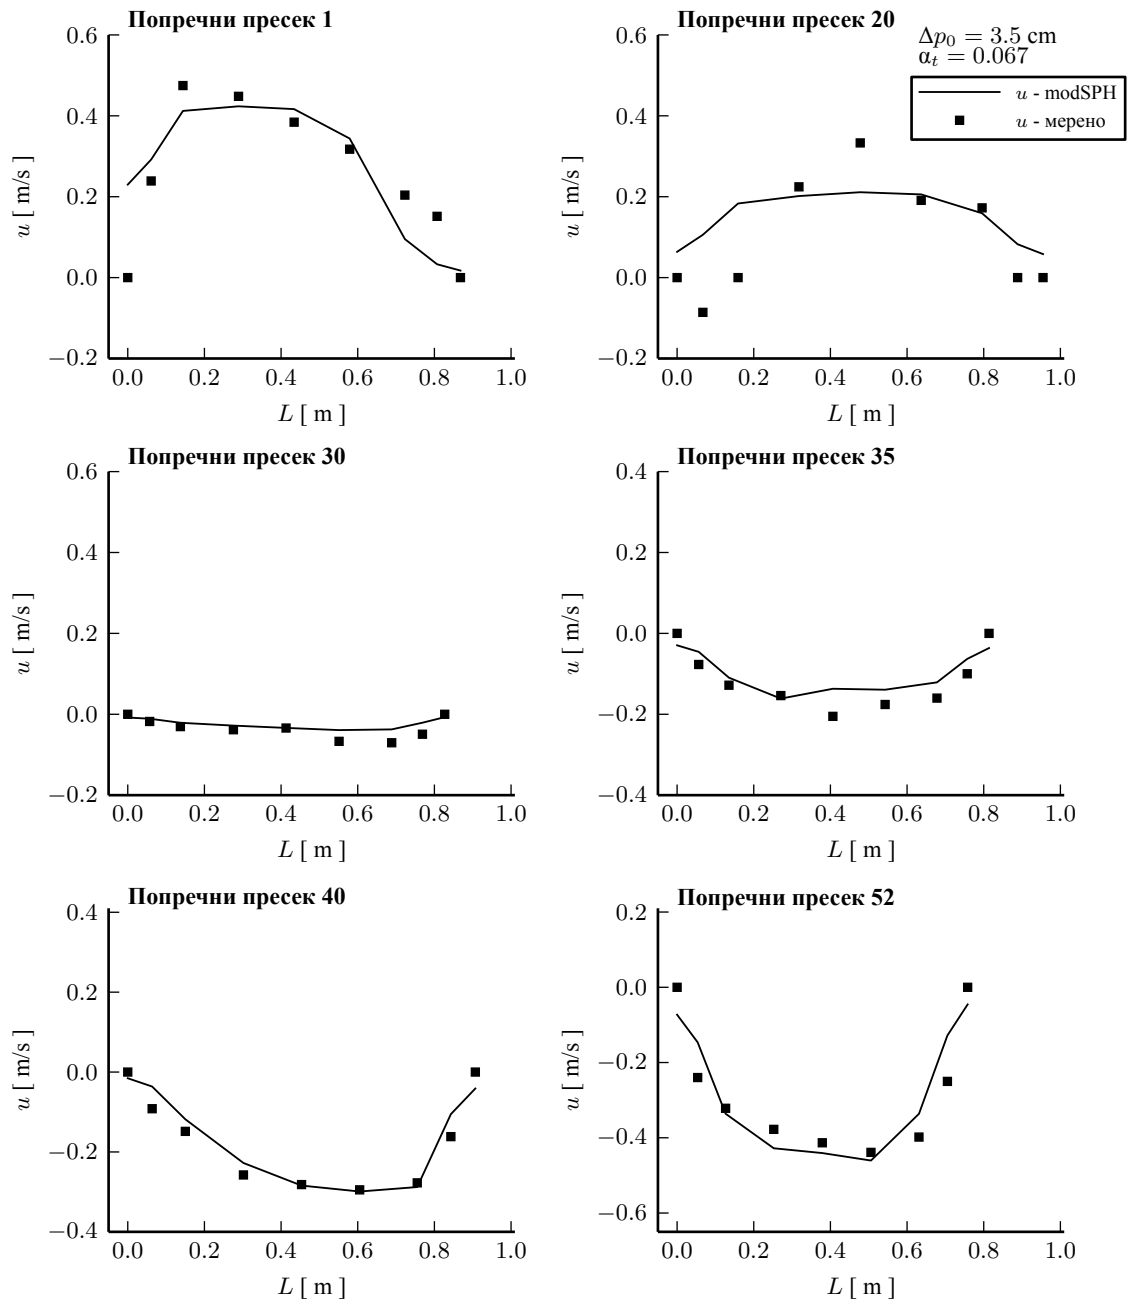 Попречни пресек 1
0.6
0.4
0.2
0.0
−0.2
u [ m/s ]
0.0 0.2 0.4 0.6 0.8 1.0
L [ m ]
Попречни пресек 20
Δp₀ = 3.5 cm
αₜ = 0.067
u - modSPH
u - мерено
0.6
0.4
0.2
0.0
−0.2
u [ m/s ]
0.0 0.2 0.4 0.6 0.8 1.0
L [ m ]
Попречни пресек 30
0.6
0.4
0.2
0.0
−0.2
u [ m/s ]
0.0 0.2 0.4 0.6 0.8 1.0
L [ m ]
Попречни пресек 35
0.4
0.2
0.0
−0.2
−0.4
u [ m/s ]
0.0 0.2 0.4 0.6 0.8 1.0
L [ m ]
Попречни пресек 40
0.4
0.2
0.0
−0.2
−0.4
u [ m/s ]
0.0 0.2 0.4 0.6 0.8 1.0
L [ m ]
Попречни пресек 52
0.2
0.0
−0.2
−0.4
−0.6
u [ m/s ]
0.0 0.2 0.4 0.6 0.8 1.0
L [ m ]